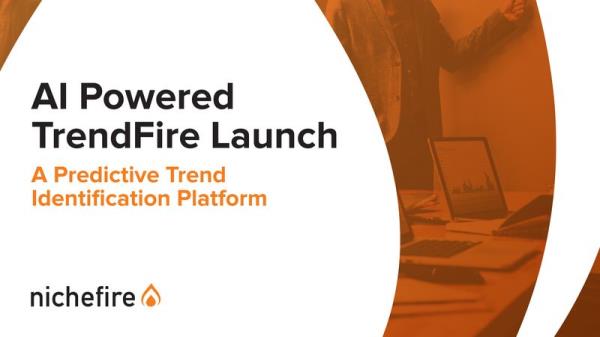 AI Powered
TrendFire Launch
A Predictive Trend
Identification Platform
nichefire